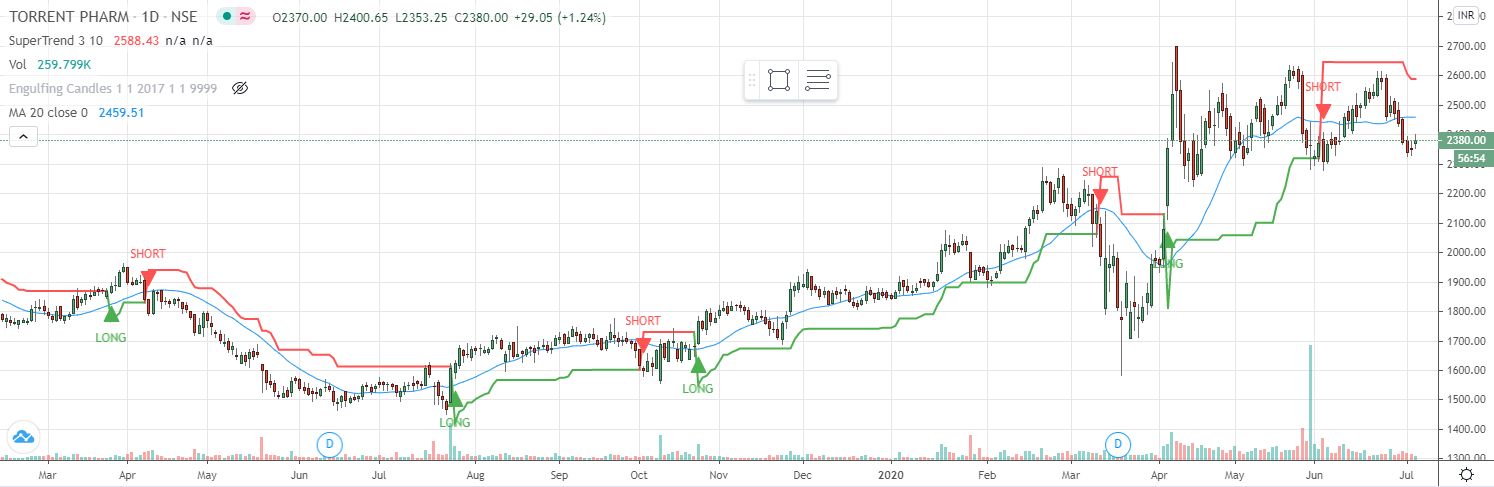 TORRENT PHARM · 1D · NSE O2370.00 H2400.65 L2353.25 C2380.00 +29.05 (+1.24%)
SuperTrend 3 10 2588.43 n/a n/a
Vol 259.799K
Engulfing Candles 1 1 2017 1 1 9999
MA 20 close 0 2459.51
INR
2700.00
2600.00
2500.00
2380.00
56:54
2200.00
2100.00
2000.00
1900.00
1800.00
1700.00
1600.00
1500.00
1400.00
1300.00
SHORT
LONG
LONG
SHORT
LONG
SHORT
LONG
SHORT
D
D
Mar Apr May Jun Jul Aug Sep Oct Nov Dec 2020 Feb Mar Apr May Jun Jul